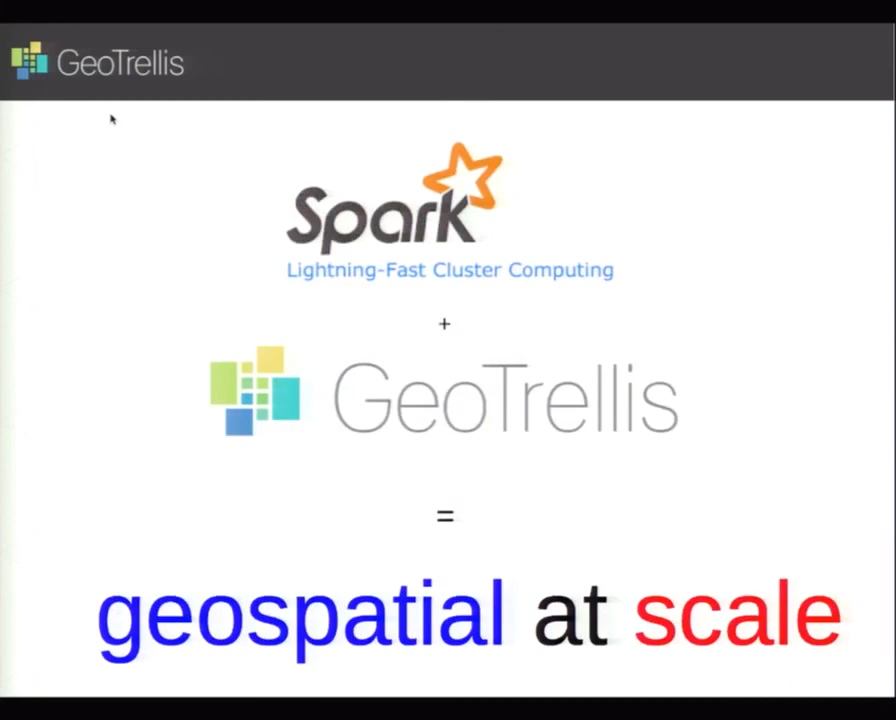 GeoTrellis
Spark
Lightning-Fast Cluster Computing
+
GeoTrellis
=
geospatial at scale